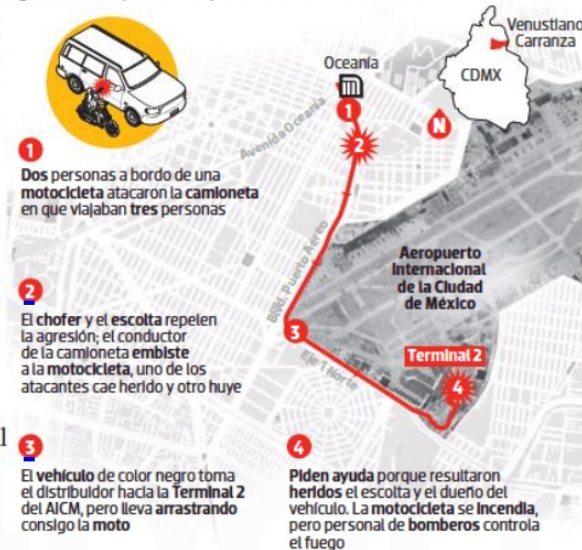 Venustiano
Carranza
CDMX
Oceanía
1
2
N
Avenida Oceanía
1
Dos personas a bordo de una
motocicleta atacaron la camioneta
en que viajaban tres personas
Aeropuerto
Internacional
de la Ciudad
de México
Blvd. Puerto Aéreo
2
El chofer y el escolta repelen
la agresión; el conductor
de la camioneta embiste
a la motocicleta, uno de los
atacantes cae herido y otro huye
3
Eje 1 Norte
Terminal 2
4
l
3
El vehículo de color negro toma
el distribuidor hacia la Terminal 2
del AICM, pero lleva arrastrando
consigo la moto
4
Piden ayuda porque resultaron
heridos el escolta y el dueño del
vehículo. La motocicleta se incendia,
pero personal de bomberos controla
el fuego